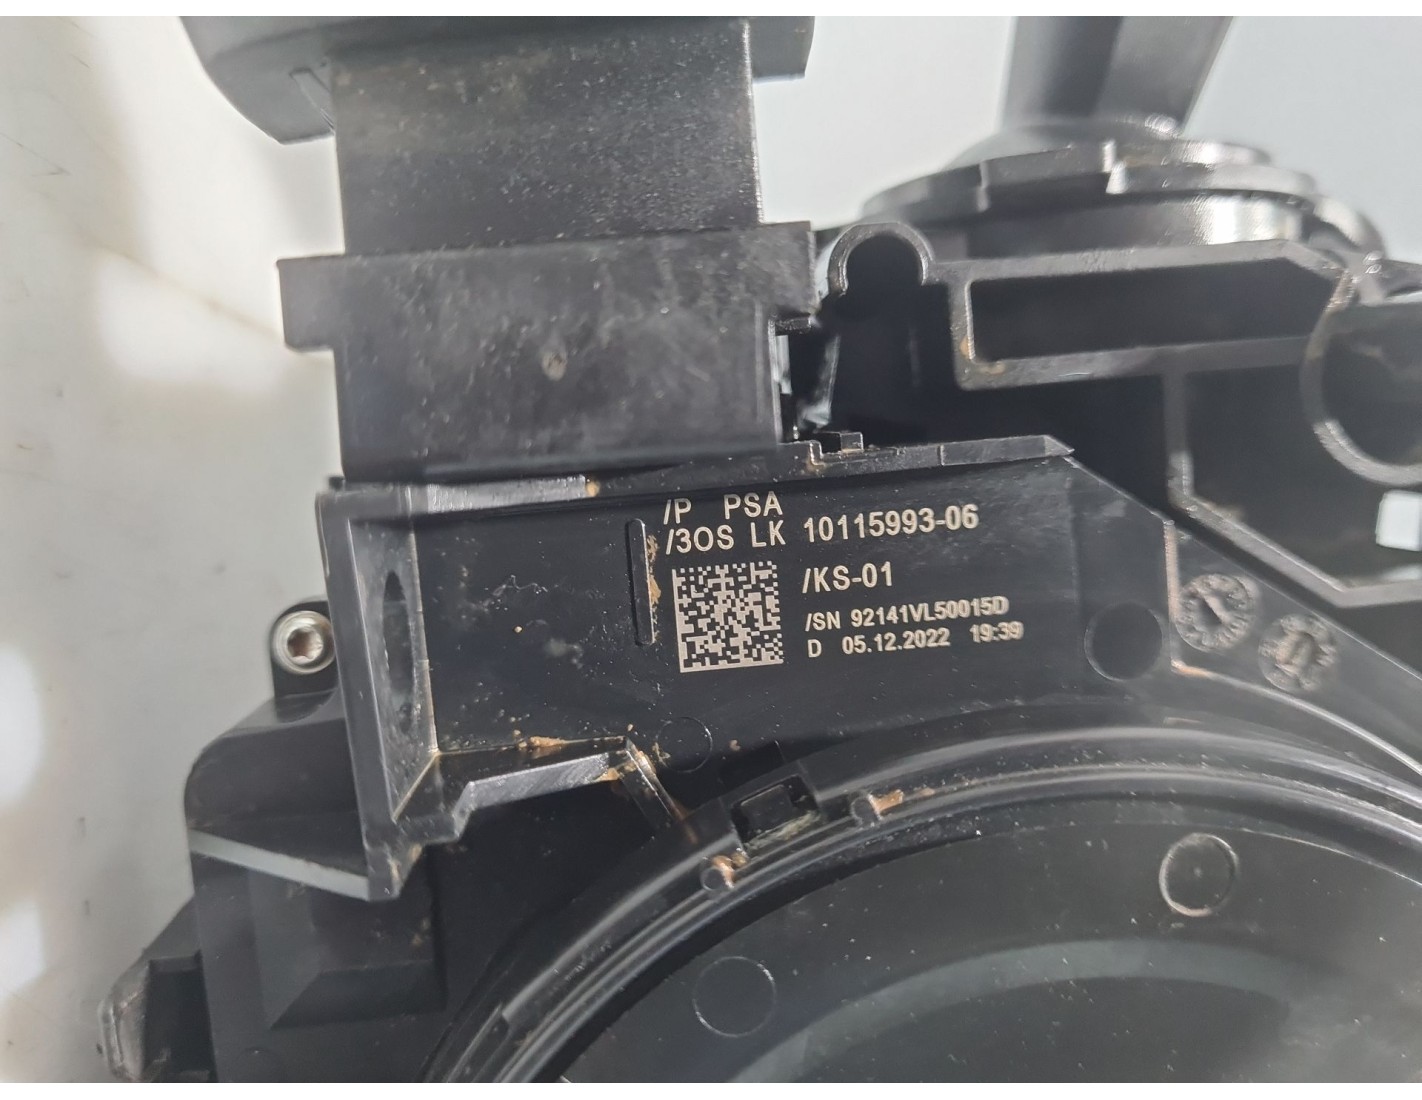 /P PSA
/3OS LK 10115993-06
/KS-01
/SN 92141VL50015D
D 05.12.2022 19:39